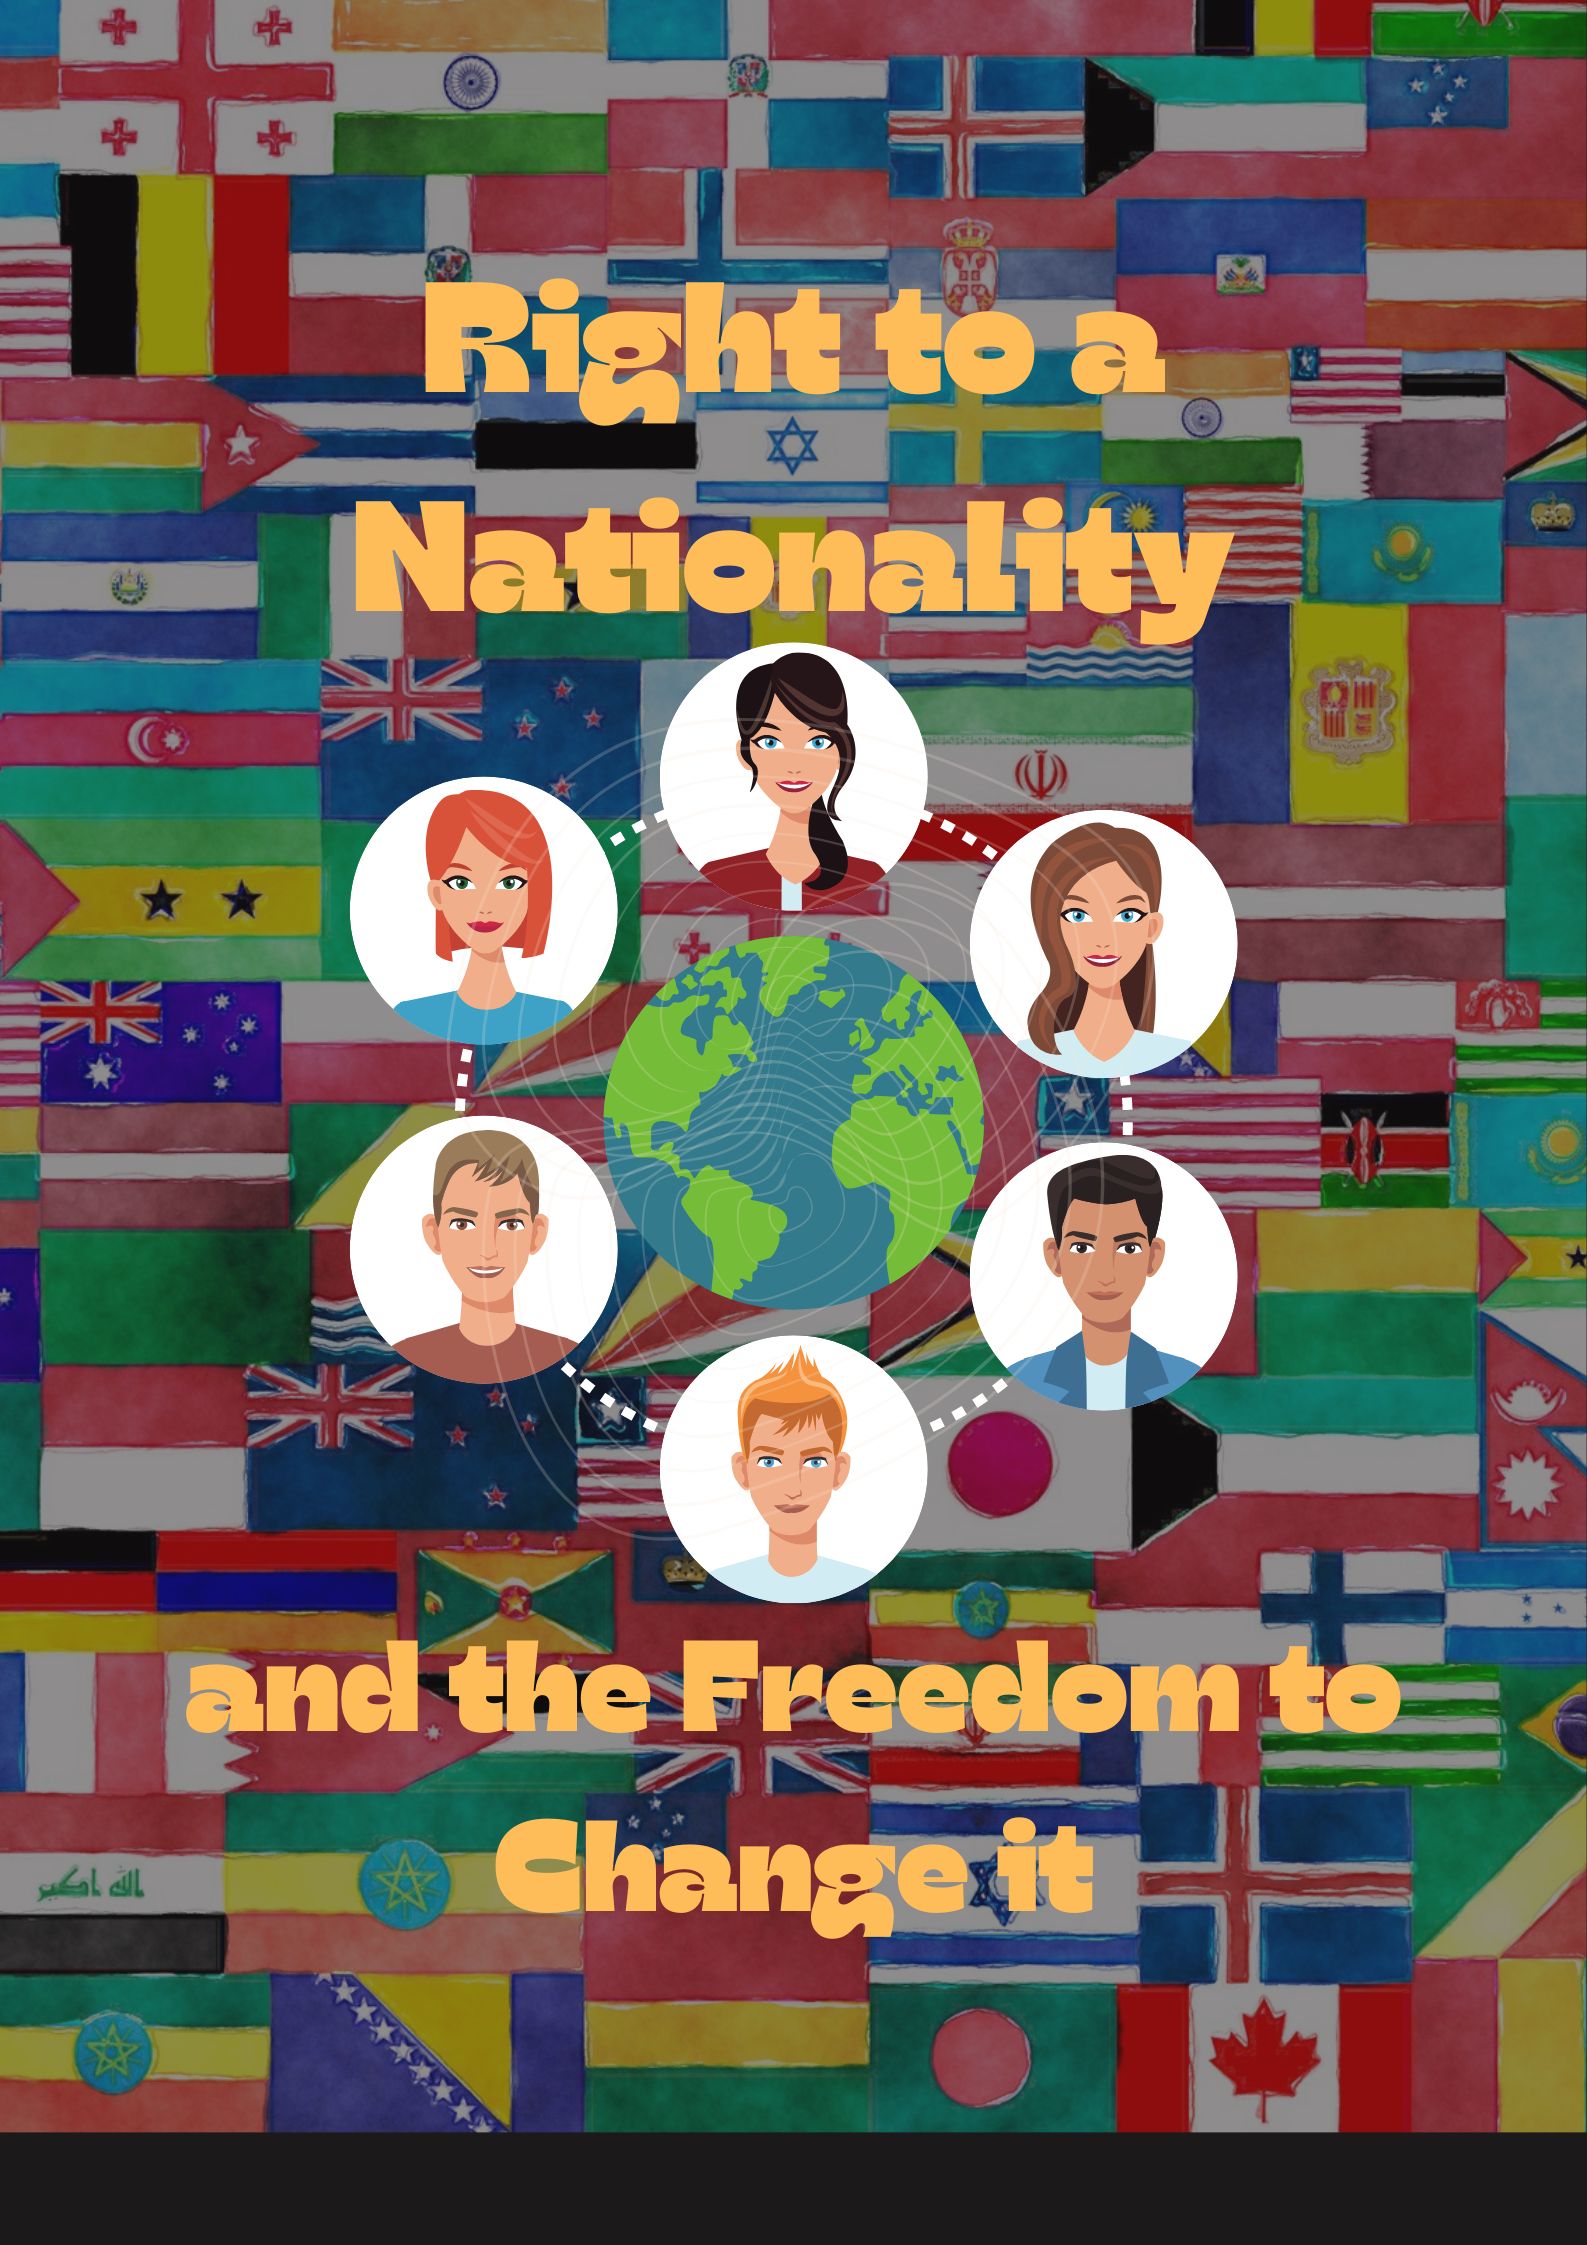 Right to a
Nationality
and the Freedom to
Change it
الله اكبر